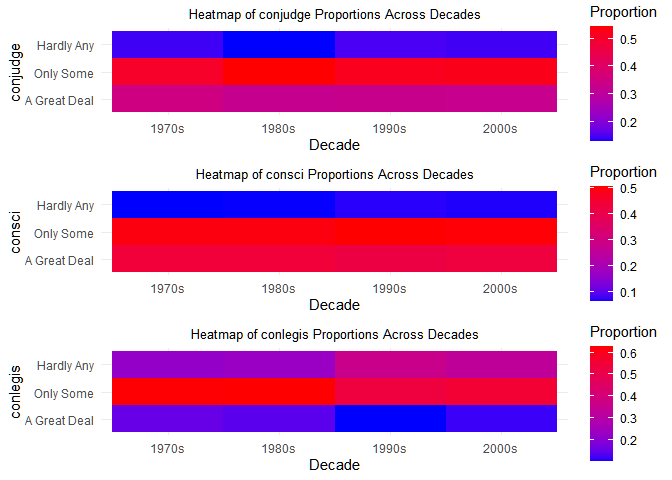 Heatmap of conjudge Proportions Across Decades
conjudge
Hardly Any
Only Some
A Great Deal
1970s 1980s 1990s 2000s
Decade
Proportion
0.5
0.4
0.3
0.2
Heatmap of consci Proportions Across Decades
consci
Hardly Any
Only Some
A Great Deal
1970s 1980s 1990s 2000s
Decade
Proportion
0.5
0.4
0.3
0.2
0.1
Heatmap of conlegis Proportions Across Decades
conlegis
Hardly Any
Only Some
A Great Deal
1970s 1980s 1990s 2000s
Decade
Proportion
0.6
0.5
0.4
0.3
0.2